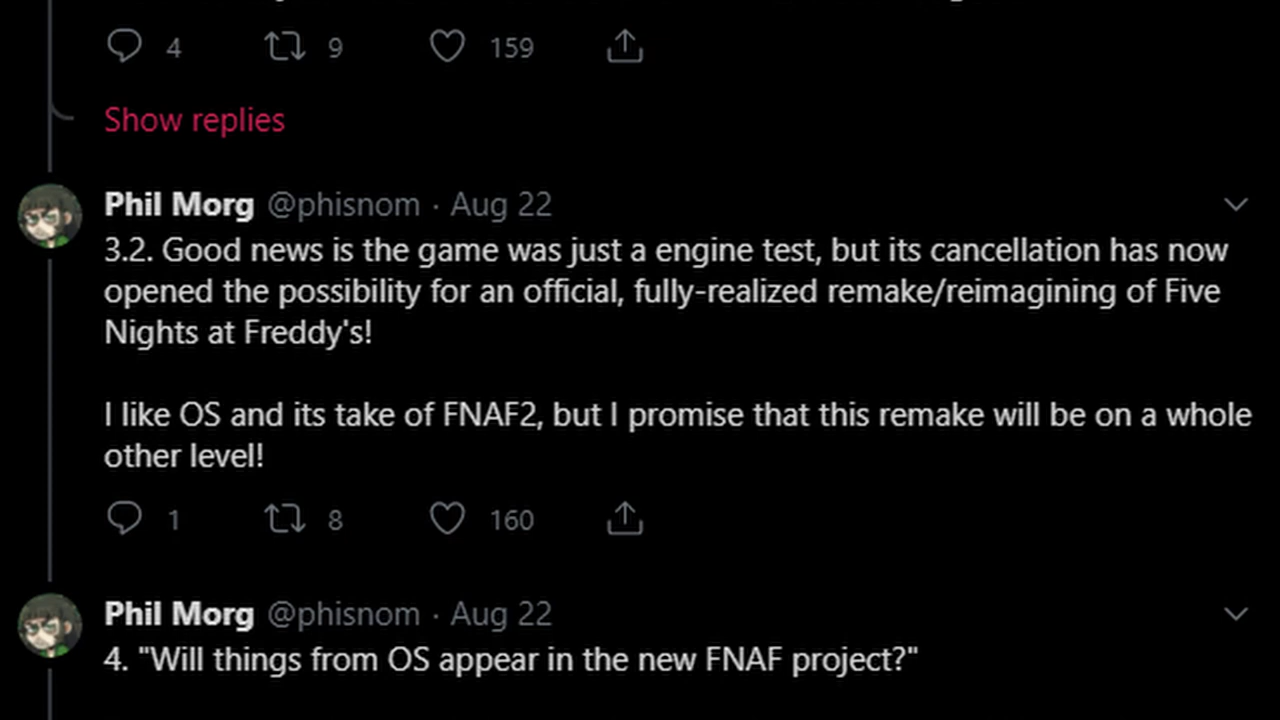 4 9 159
Show replies
Phil Morg @phisnom · Aug 22
3.2. Good news is the game was just a engine test, but its cancellation has now
opened the possibility for an official, fully-realized remake/reimagining of Five
Nights at Freddy's!
I like OS and its take of FNAF2, but I promise that this remake will be on a whole
other level!
1 8 160
Phil Morg @phisnom · Aug 22
4. "Will things from OS appear in the new FNAF project?"